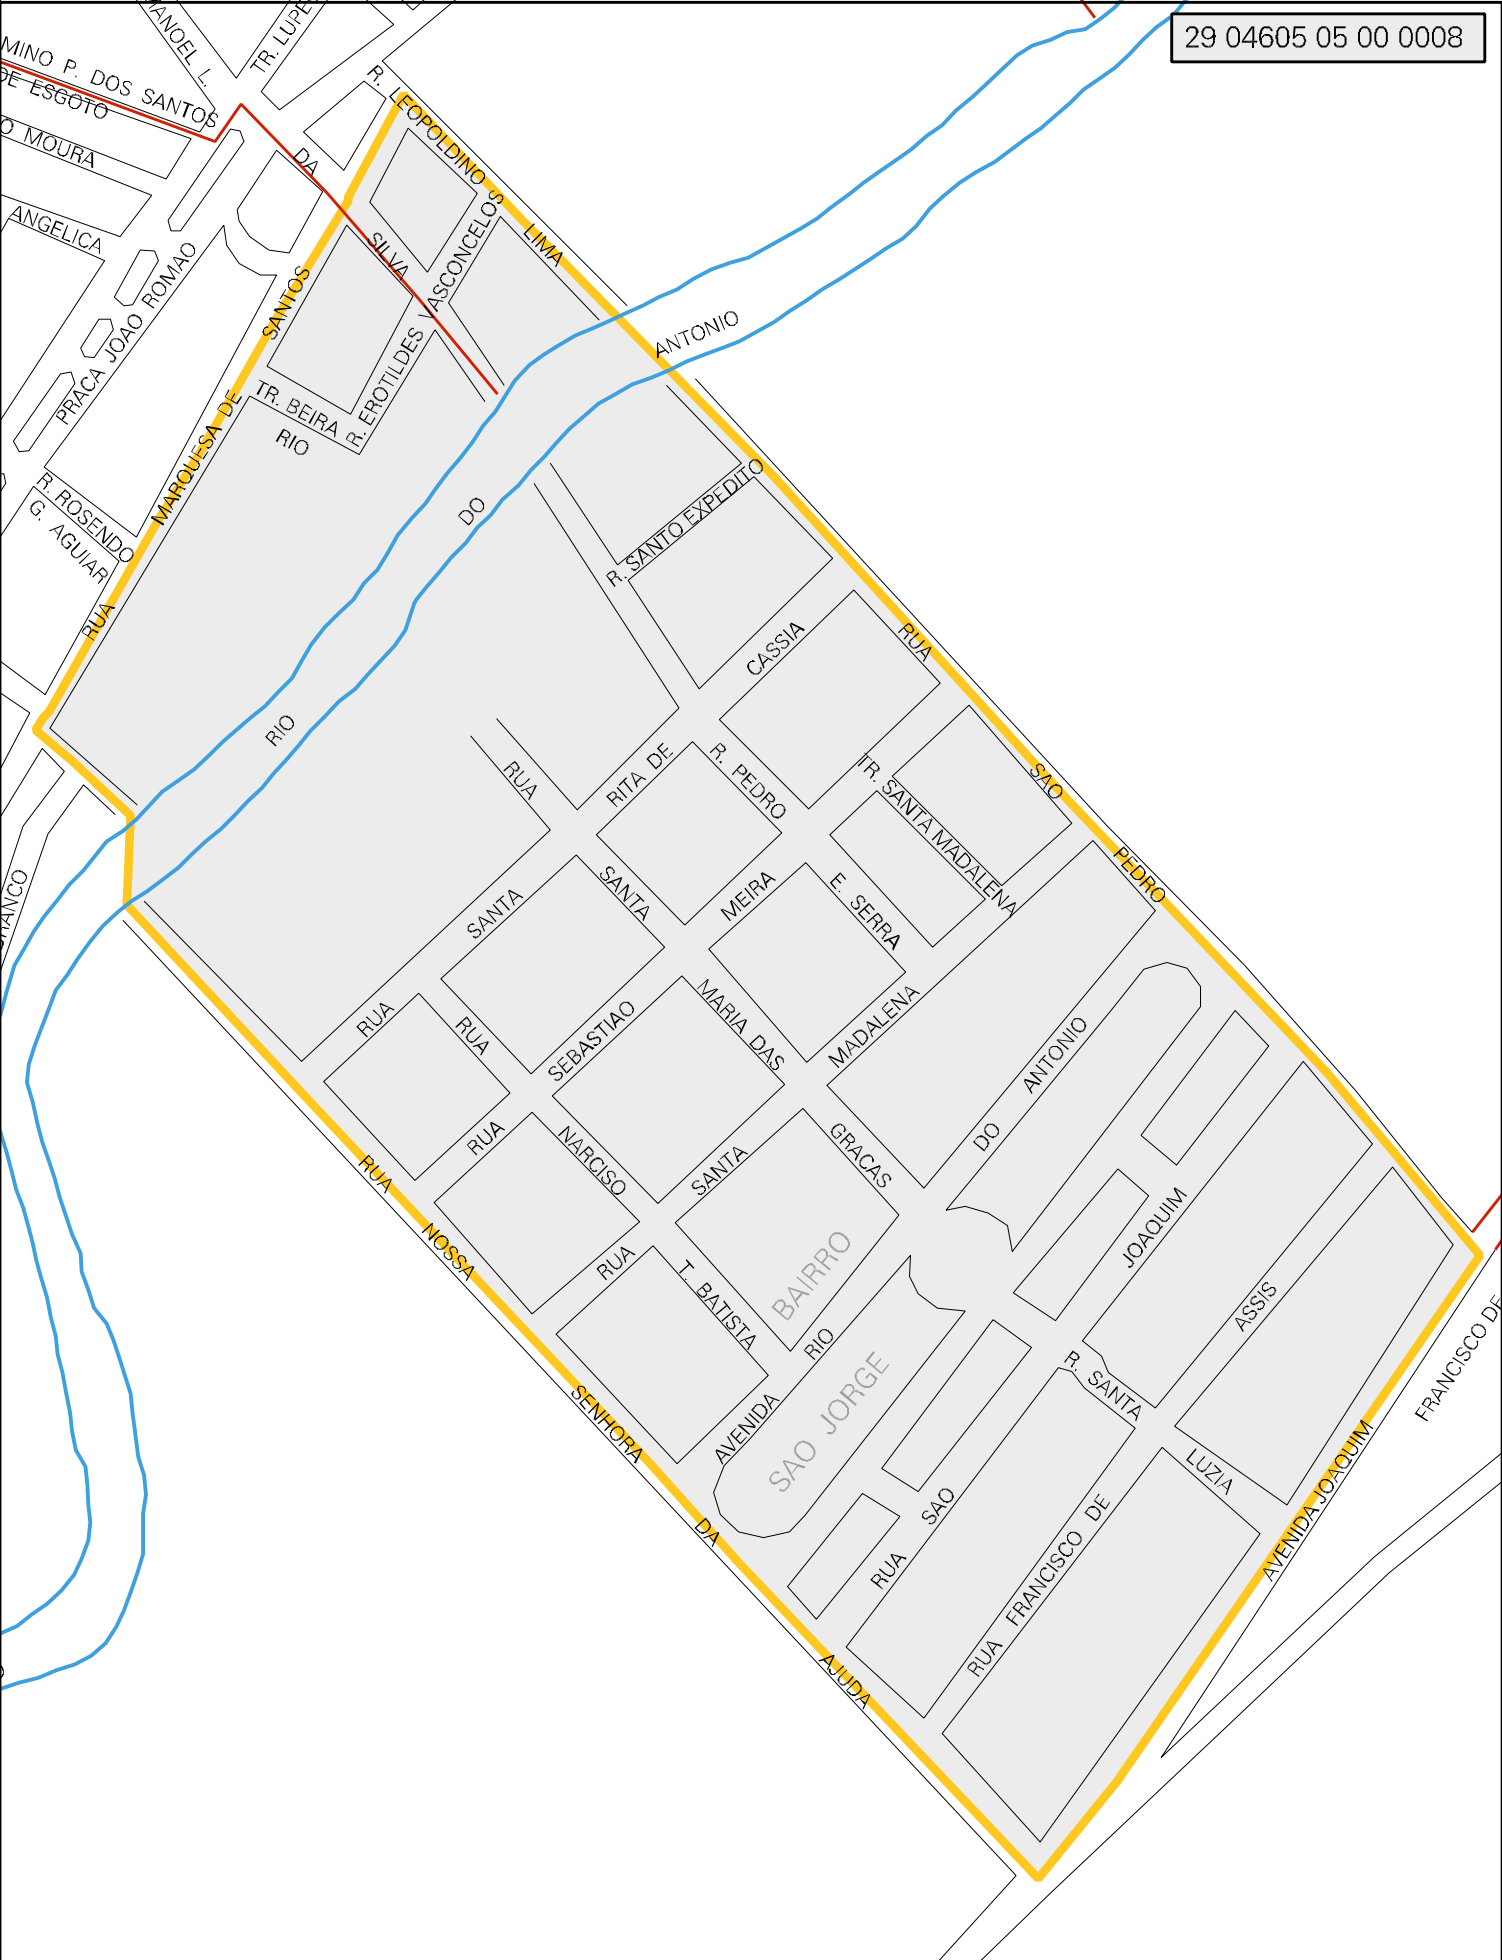 29 04605 05 00 0008
MANOEL L.
TR. LUPE
MINO P. DOS SANTOS
DE ESGOTO
O MOURA
ANGELICA
DA
SILVA
R. LEOPOLDINO S
LIMA
R. EROTILDES VASCONCELOS
PRACA JOAO ROMAO
RUA MARQUESA DE SANTOS
TR. BEIRA
RIO
ANTONIO
DO
RIO
R. ROSENDO
G. AGUIAR
R. SANTO EXPEDITO
RUA SANTA RITA DE CASSIA
RUA SAO PEDRO
R. PEDRO
E. SERRA
TR. SANTA MADALENA
RUA SANTA MARIA DAS GRACAS
RUA SEBASTIAO MEIRA
RUA NARCISO
T. BATISTA
RUA SANTA MADALENA
AVENIDA RIO DO ANTONIO
BAIRRO
SAO JORGE
RUA SAO JOAQUIM
R. SANTA
LUZIA
RUA FRANCISCO DE ASSIS
RUA NOSSA SENHORA DA AJUDA
AVENIDA JOAQUIM
FRANCISCO DE